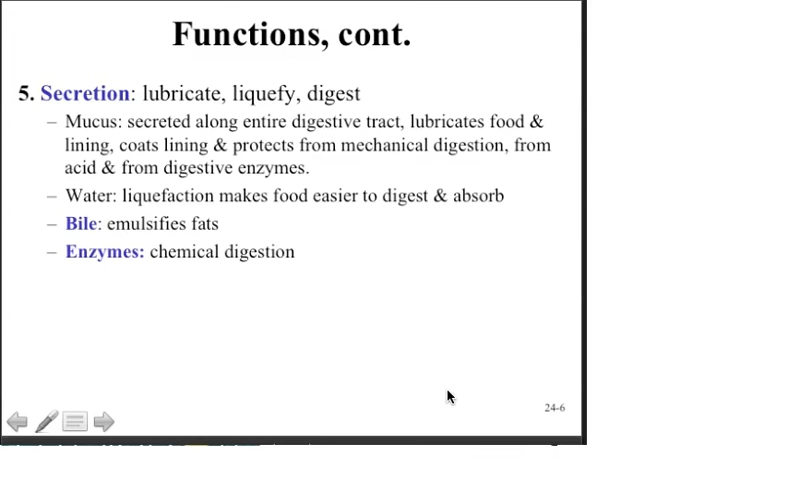 Functions, cont.
5. Secretion: lubricate, liquefy, digest
– Mucus: secreted along entire digestive tract, lubricates food &
lining, coats lining & protects from mechanical digestion, from
acid & from digestive enzymes.
– Water: liquefaction makes food easier to digest & absorb
– Bile: emulsifies fats
– Enzymes: chemical digestion
24-6